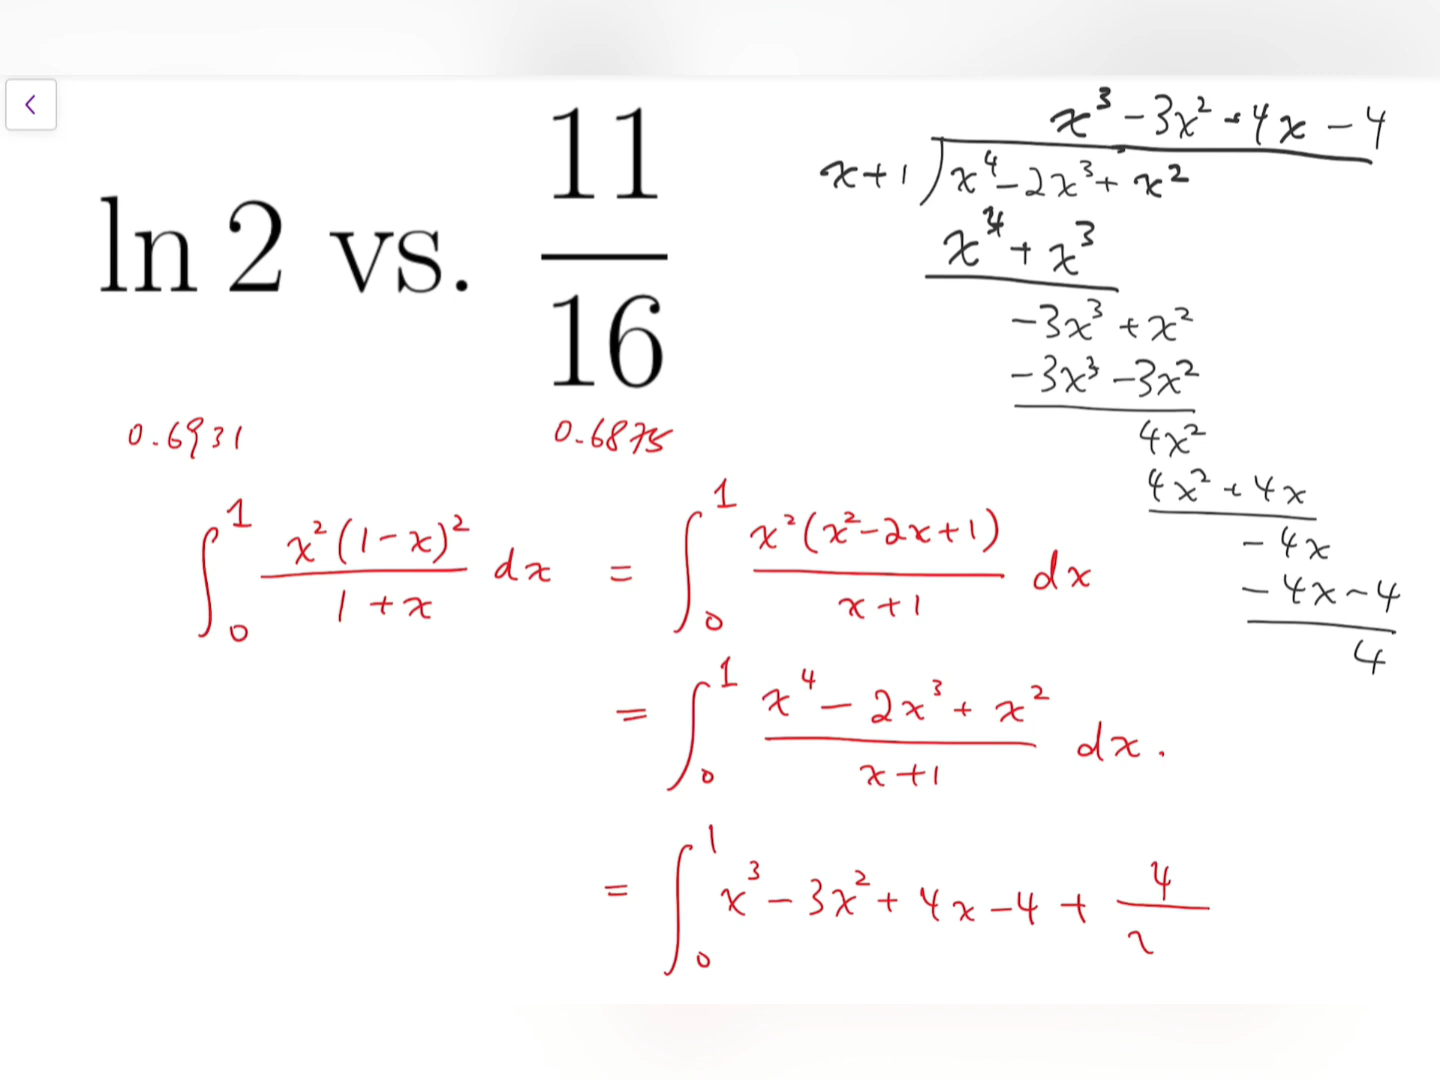 ln 2 vs. 11/16
0.6931 0.6875
∫₀¹ x²(1-x)²/(1+x) dx = ∫₀¹ x²(x²-2x+1)/(x+1) dx
= ∫₀¹ (x⁴-2x³+x²)/(x+1) dx.
= ∫₀¹ x³-3x²+4x-4+4/
x³-3x²+4x-4
x+1 ) x⁴-2x³+x²
x⁴+x³
-3x³+x²
-3x³-3x²
4x²
4x²+4x
-4x
-4x-4
4